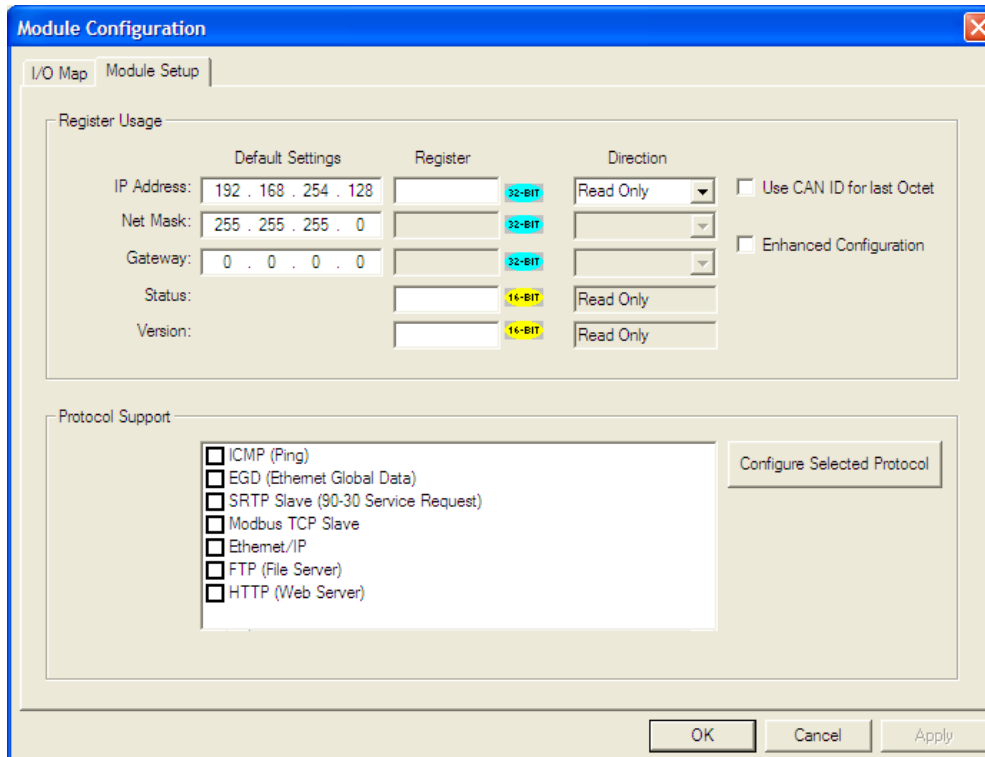 Module Configuration
I/O Map Module Setup
Register Usage
Default Settings Register Direction
IP Address: 192 . 168 . 254 . 128 32-BIT Read Only Use CAN ID for last Octet
Net Mask: 255 . 255 . 255 . 0 32-BIT
Enhanced Configuration
Gateway: 0 . 0 . 0 . 0 32-BIT
Status: 16-BIT Read Only
Version: 16-BIT Read Only
Protocol Support
ICMP (Ping)
Configure Selected Protocol
EGD (Ethernet Global Data)
SRTP Slave (90-30 Service Request)
Modbus TCP Slave
Ethernet/IP
FTP (File Server)
HTTP (Web Server)
OK Cancel Apply